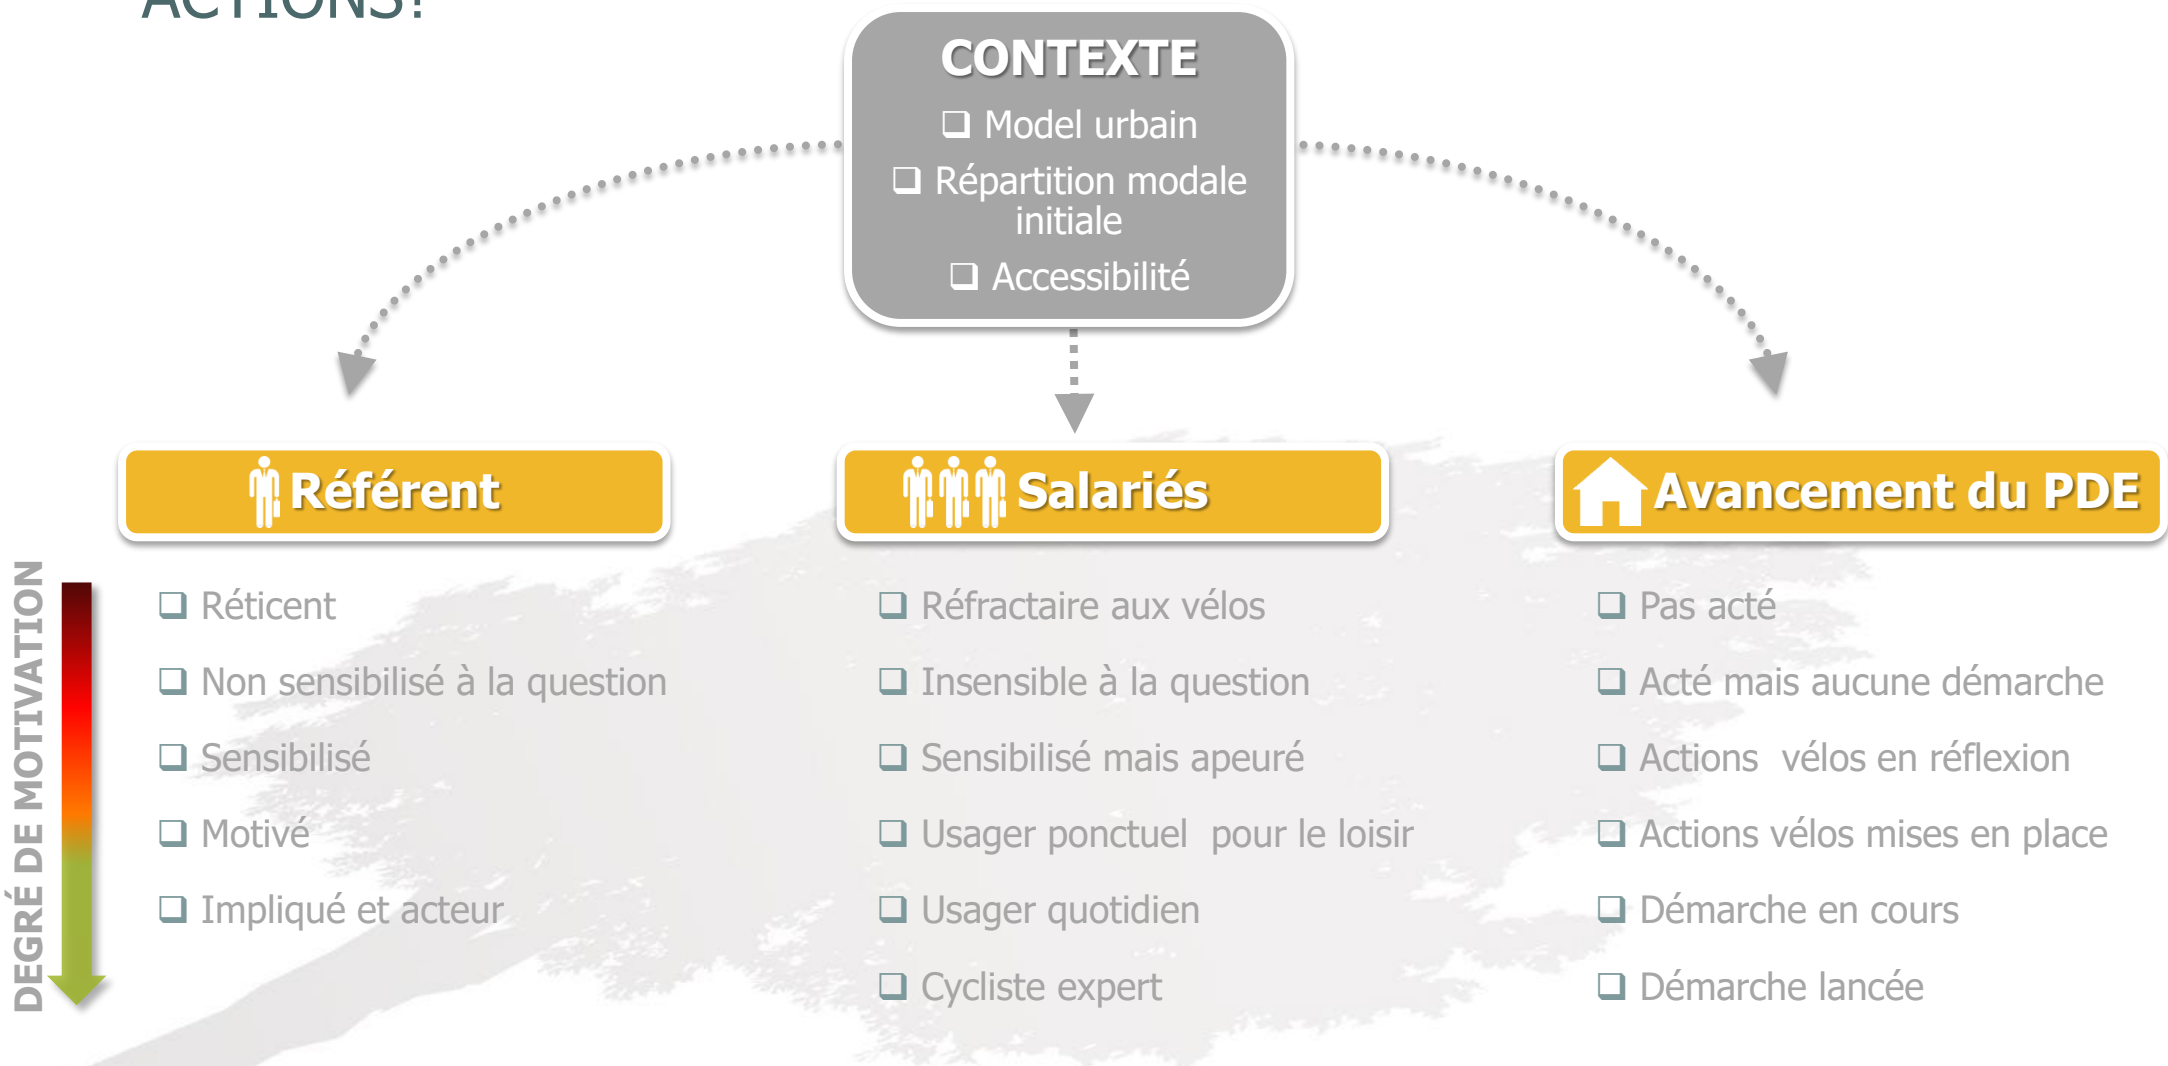 ACTIONS?
CONTEXTE
Model urbain
Répartition modale
initiale
Accessibilité
Référent
Salariés
Avancement du PDE
DEGRÉ DE MOTIVATION
Réticent
Non sensibilisé à la question
Sensibilisé
Motivé
Impliqué et acteur
Réfractaire aux vélos
Insensible à la question
Sensibilisé mais apeuré
Usager ponctuel pour le loisir
Usager quotidien
Cycliste expert
Pas acté
Acté mais aucune démarche
Actions vélos en réflexion
Actions vélos mises en place
Démarche en cours
Démarche lancée